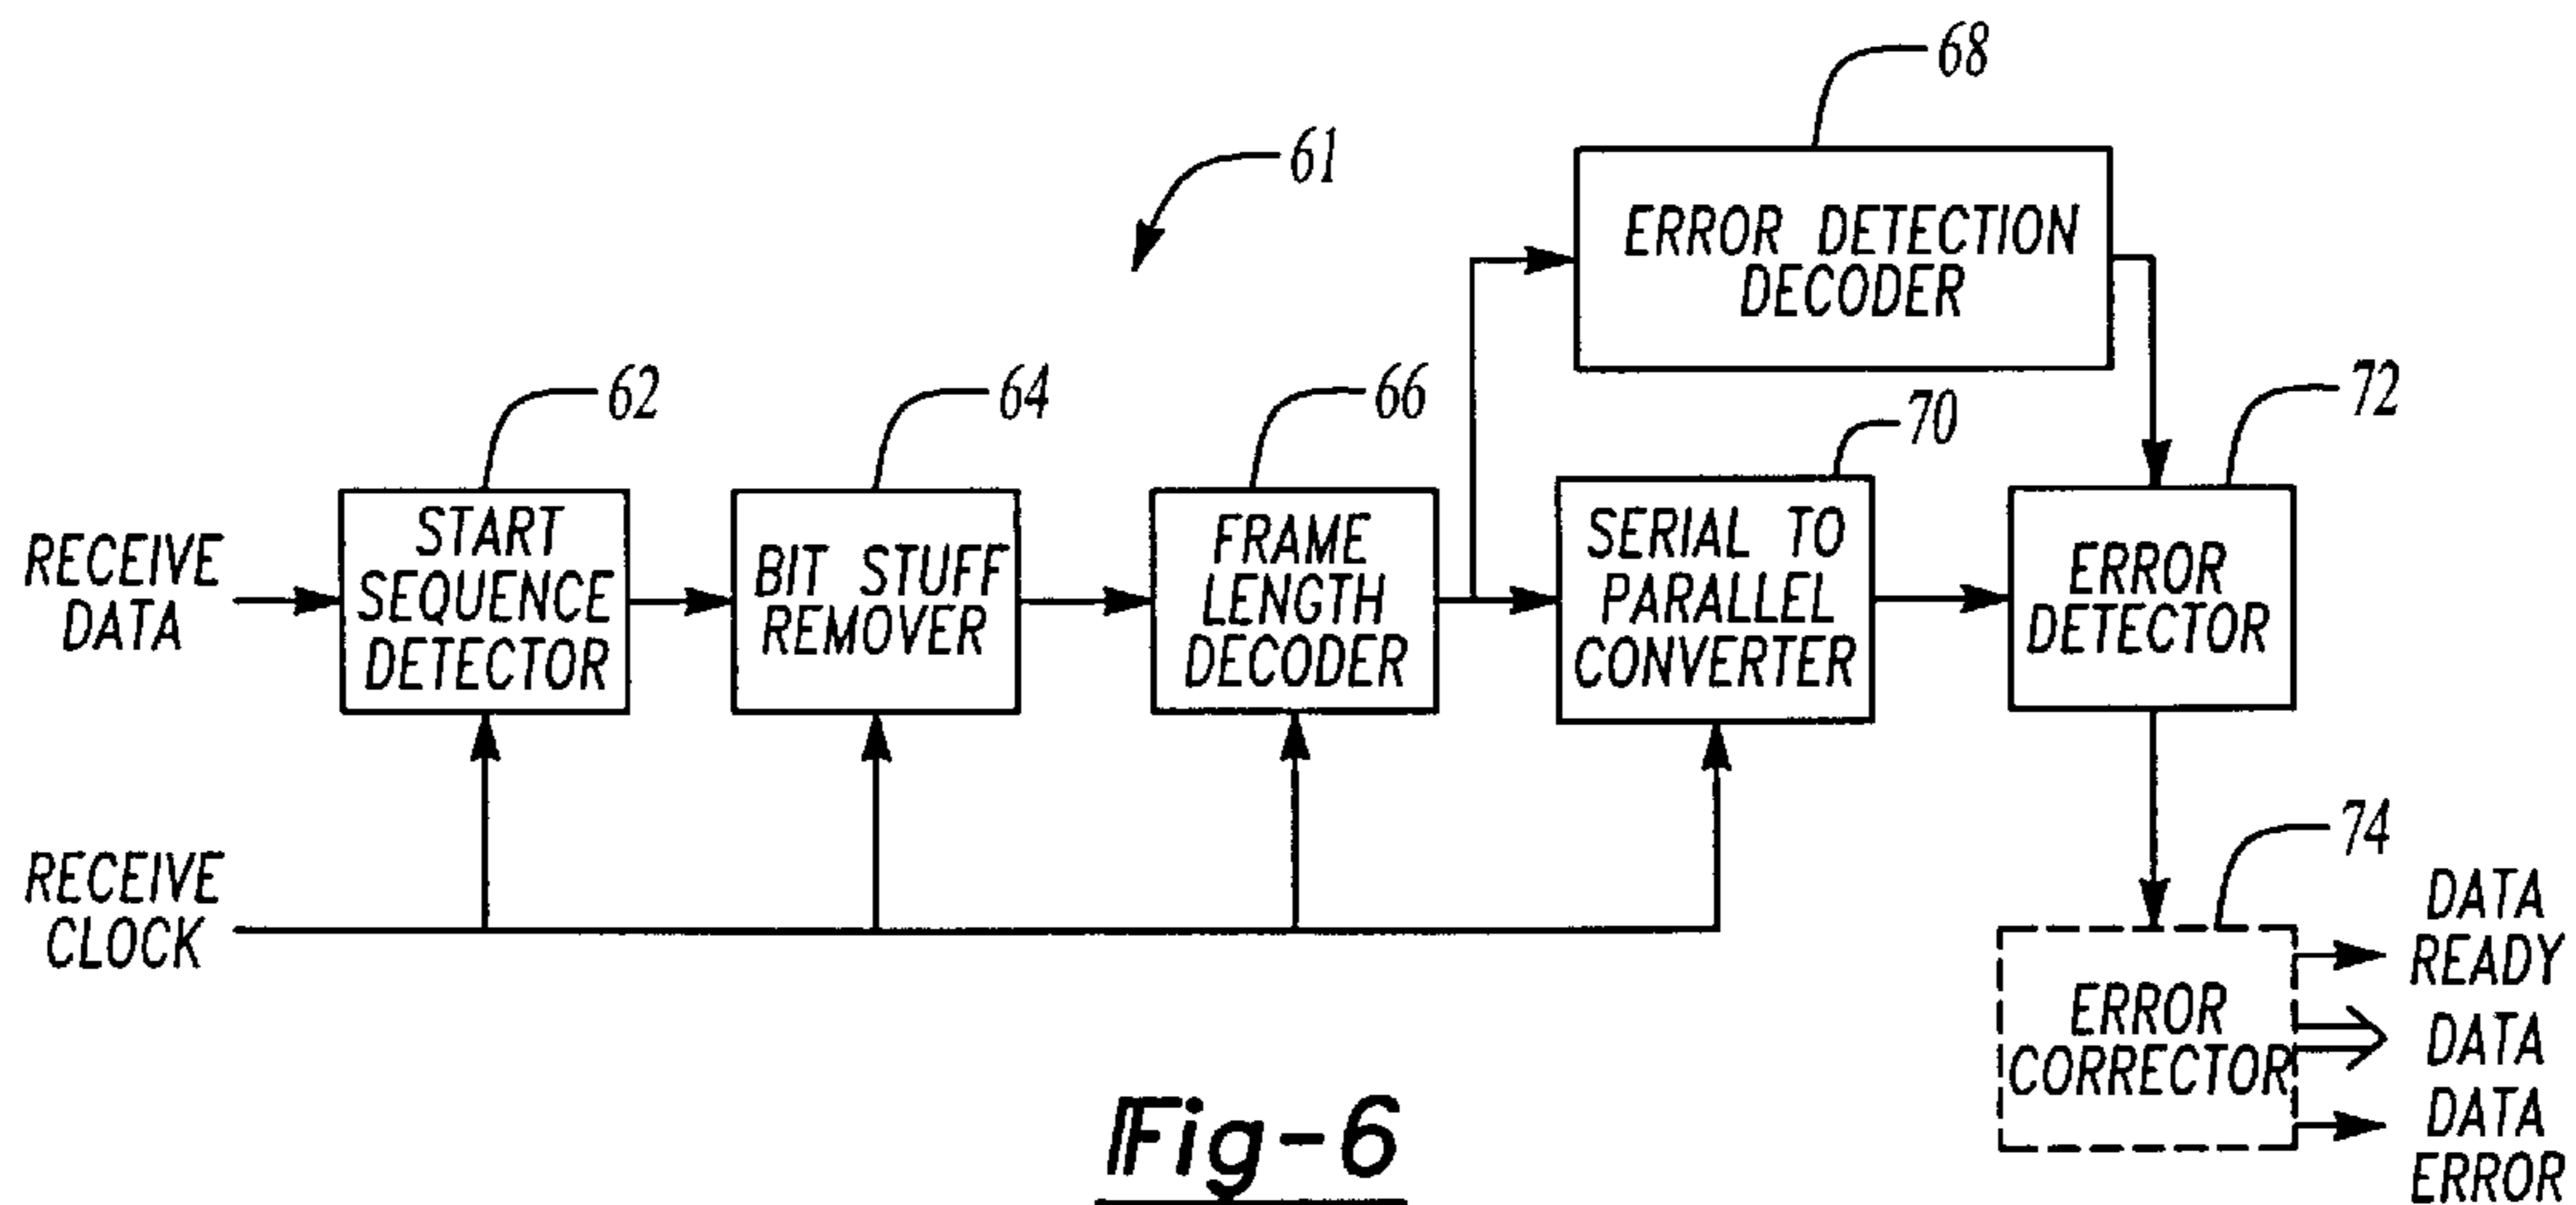 68
61
ERROR DETECTION
DECODER
62
64
66
70
72
RECEIVE
DATA
START
SEQUENCE
DETECTOR
BIT STUFF
REMOVER
FRAME
LENGTH
DECODER
SERIAL TO
PARALLEL
CONVERTER
ERROR
DETECTOR
RECEIVE
CLOCK
74
ERROR
CORRECTOR
DATA
READY
DATA
DATA
ERROR
Fig-6